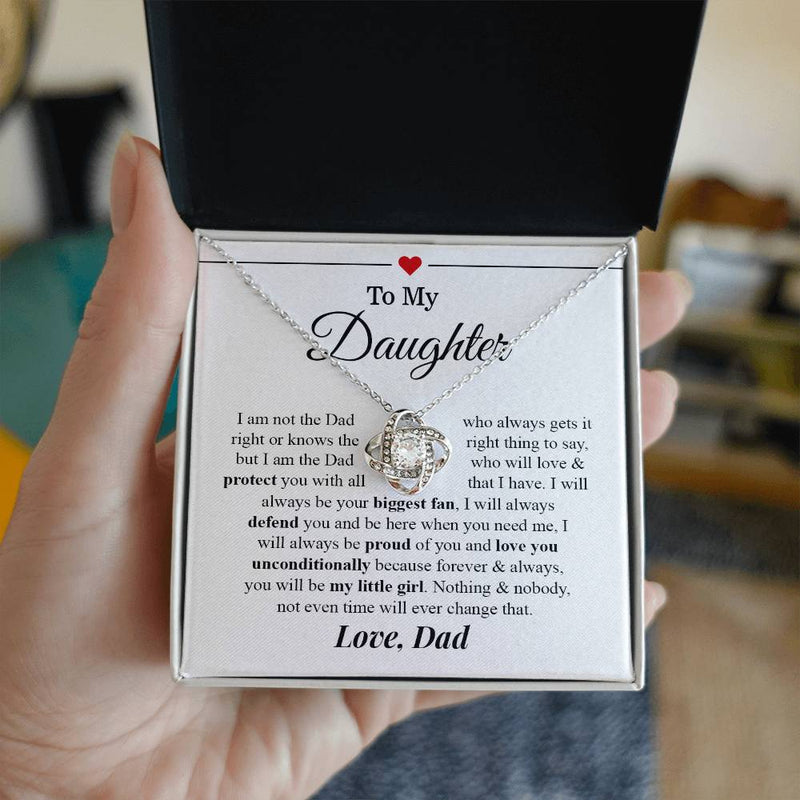 To My
Daughter
I am not the Dad who always gets it
right or knows the right thing to say,
but I am the Dad who will love &
protect you with all that I have. I will
always be your biggest fan, I will always
defend you and be here when you need me, I
will always be proud of you and love you
unconditionally because forever & always,
you will be my little girl. Nothing & nobody,
not even time will ever change that.
Love, Dad